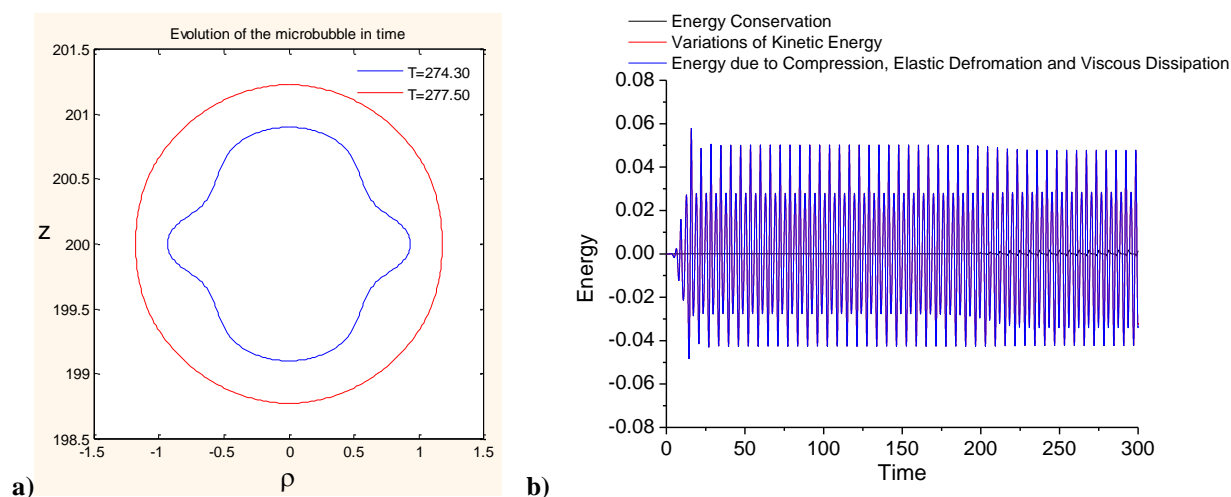 Evolution of the microbubble in time
201.5
201
200.5
200
199.5
199
198.5
z
T=274.30
T=277.50
-1.5
-1
-0.5
0
0.5
1
1.5
ρ
a)
Energy Conservation
Variations of Kinetic Energy
Energy due to Compression, Elastic Defromation and Viscous Dissipation
0.08
0.06
0.04
0.02
0.00
-0.02
-0.04
-0.06
-0.08
Energy
0
50
100
150
200
250
300
Time
b)